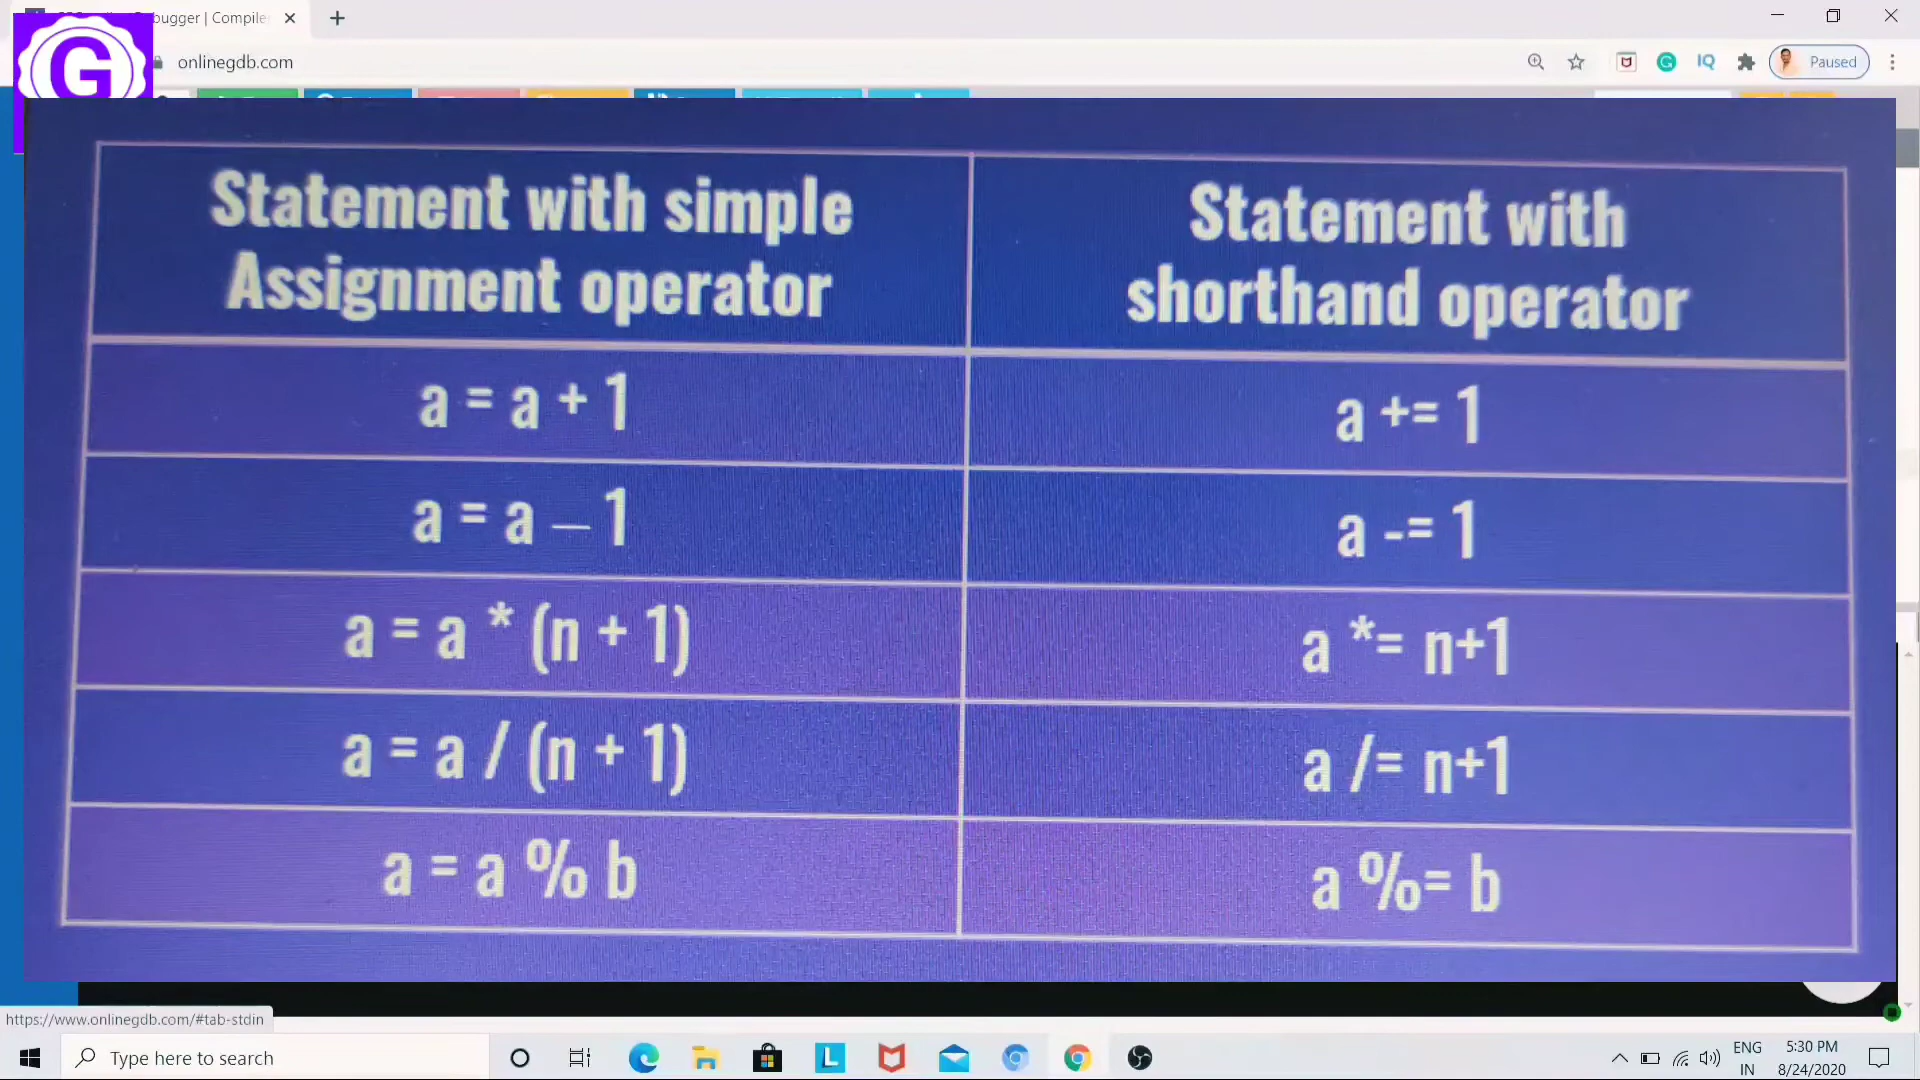 bugger | Compile
onlinegdb.com
Paused
G
Statement with simple
Assignment operator
Statement with
shorthand operator
a = a + 1
a += 1
a = a – 1
a -= 1
a = a * (n + 1)
a *= n+1
a = a / (n + 1)
a /= n+1
a = a % b
a %= b
https://www.onlinegdb.com/#tab-stdin
Type here to search
ENG
IN
5:30 PM
8/24/2020